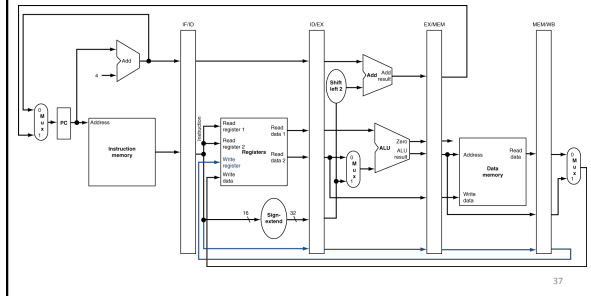 IF/ID
ID/EX
EX/MEM
MEM/WB
Add
4
0
M
u
x
1
PC
Address
Instruction
memory
Instruction
Read
register 1
Read
register 2
Write
register
Write
data
Registers
Read
data 1
Read
data 2
16
Sign-
extend
32
Shift
left 2
Add
Add
result
0
M
u
x
1
ALU
Zero
ALU
result
Address
Write
data
Data
memory
Read
data
0
M
u
x
1
37